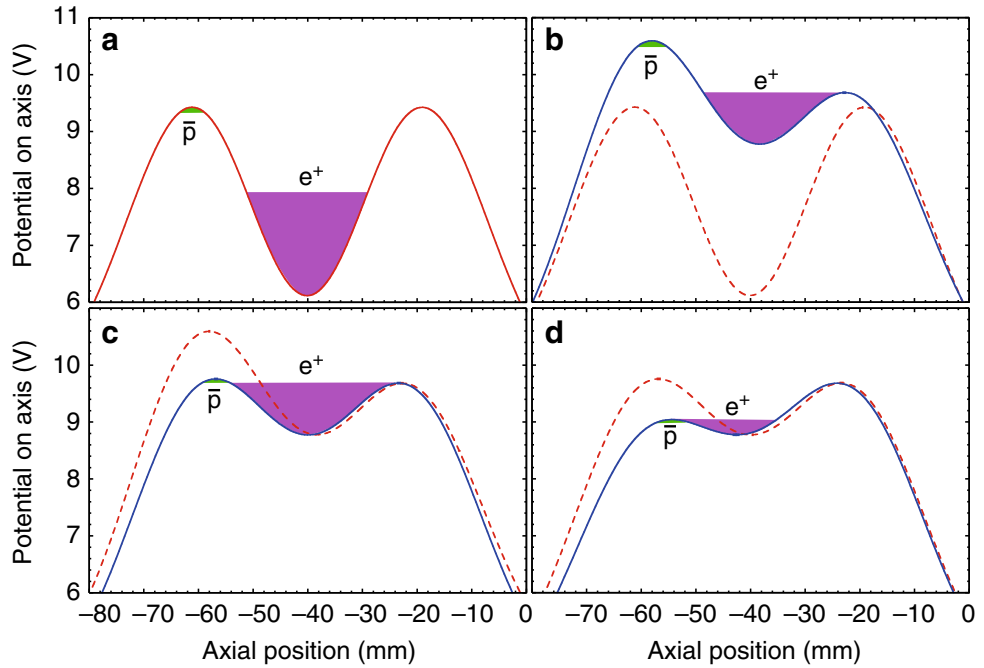 a
b
c
d
Potential on axis (V)
11
10
9
8
7
6
p̄
e⁺
p̄
e⁺
Potential on axis (V)
10
9
8
7
6
p̄
e⁺
p̄
e⁺
−80 −70 −60 −50 −40 −30 −20 −10 0
−70 −60 −50 −40 −30 −20 −10 0
Axial position (mm)
Axial position (mm)